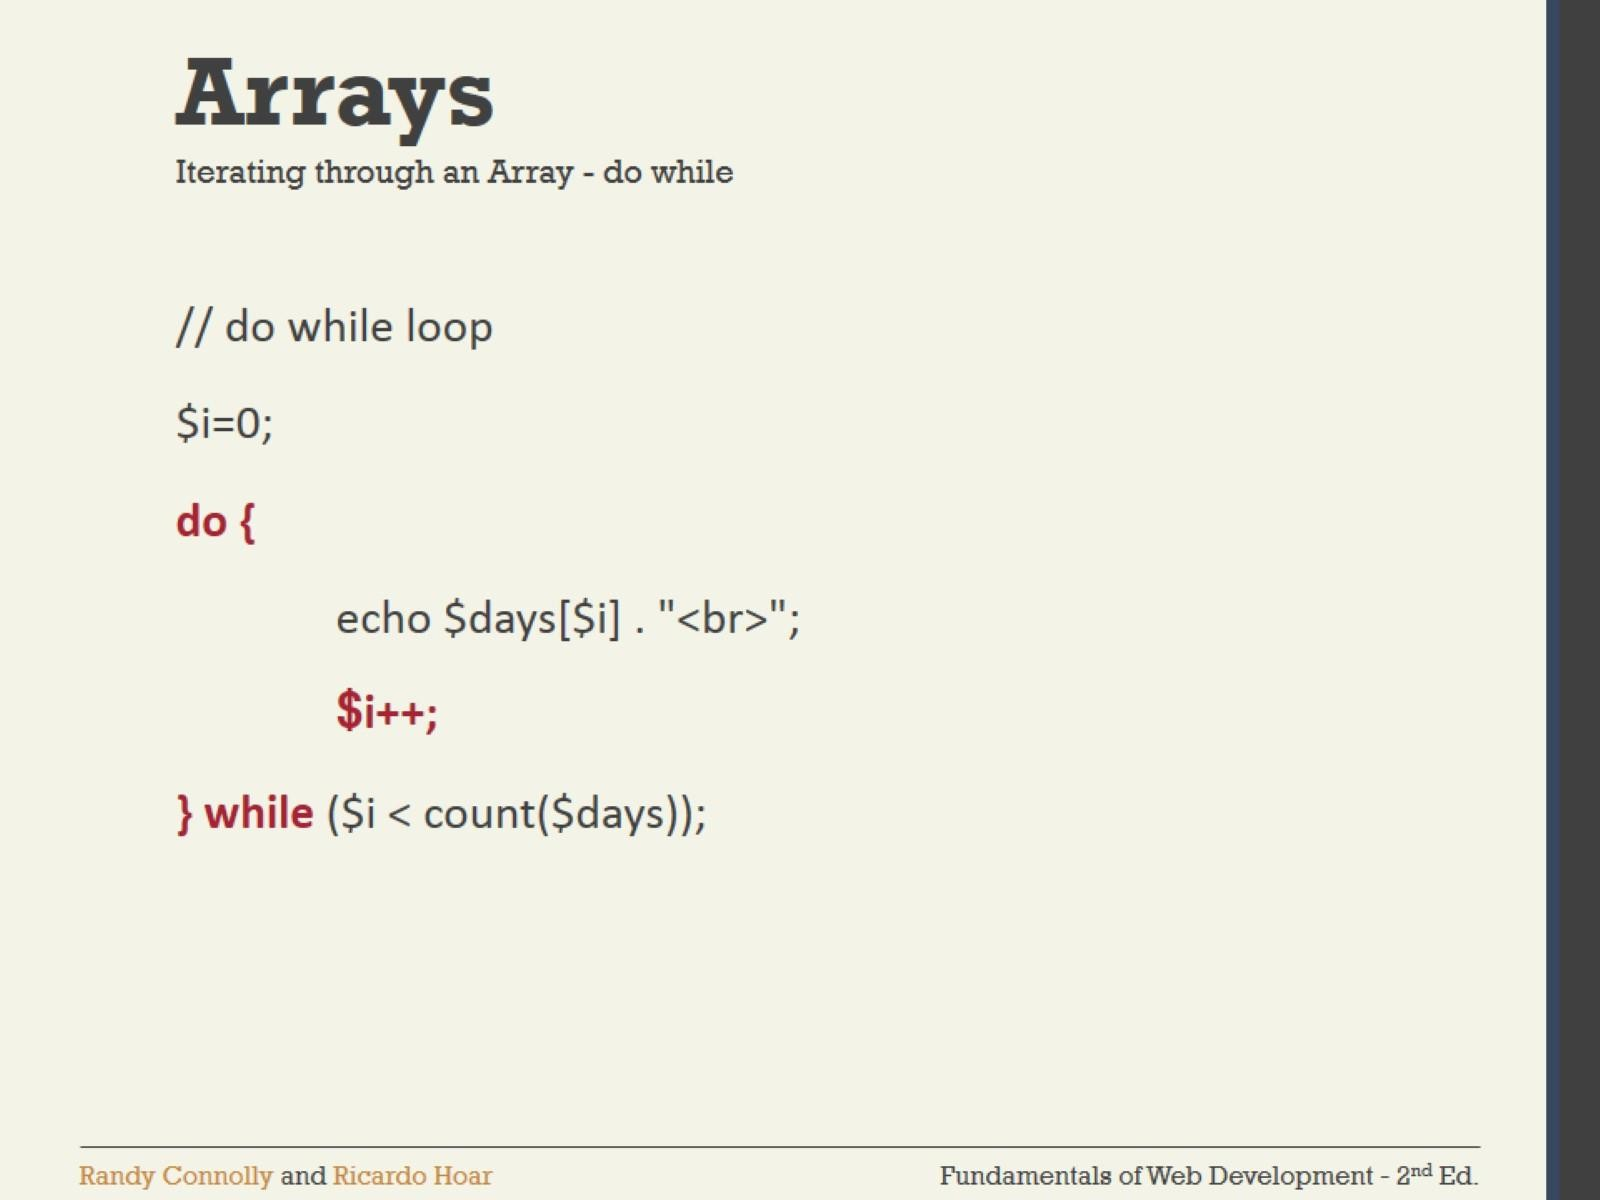 Arrays
Iterating through an Array - do while
// do while loop
$i=0;
do {
echo $days[$i] . "<br>";
$i++;
} while ($i < count($days));
Randy Connolly and Ricardo Hoar
Fundamentals of Web Development - 2nd Ed.